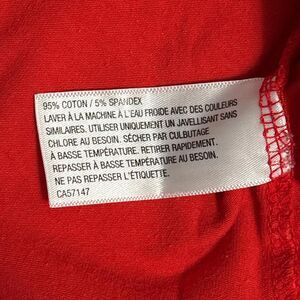 95% COTON / 5% SPANDEX
LAVER À LA MACHINE À L'EAU FROIDE AVEC DES COULEURS
SIMILAIRES. UTILISER UNIQUEMENT UN JAVELLISANT SANS
CHLORE AU BESOIN. SÉCHER PAR CULBUTAGE
À BASSE TEMPÉRATURE. RETIRER RAPIDEMENT.
REPASSER À BASSE TEMPÉRATURE AU BESOIN.
NE PAS REPASSER L'ÉTIQUETTE.
CA57147